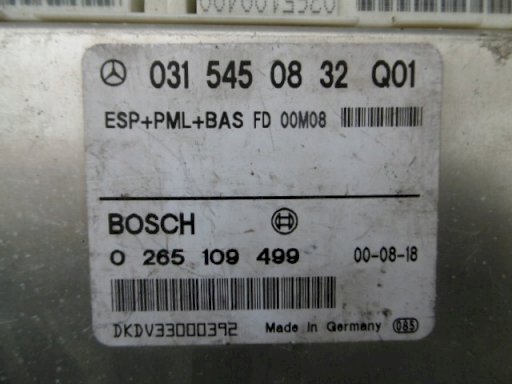 031 545 08 32 Q01
ESP+PML+BAS FD 00M08
BOSCH
0 265 109 499 00-08-18
DKDV33000392 Made in Germany 085